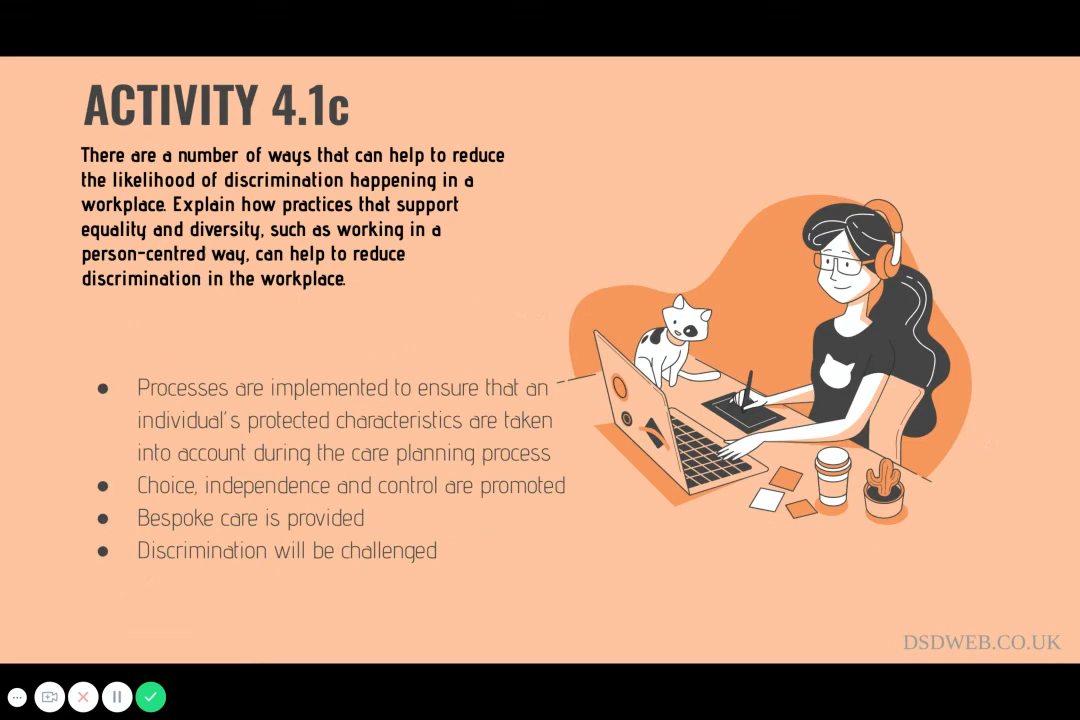 ACTIVITY 4.1c
There are a number of ways that can help to reduce
the likelihood of discrimination happening in a
workplace. Explain how practices that support
equality and diversity, such as working in a
person-centred way, can help to reduce
discrimination in the workplace.
● Processes are implemented to ensure that an
individual's protected characteristics are taken
into account during the care planning process
● Choice, independence and control are promoted
● Bespoke care is provided
● Discrimination will be challenged
DSDWEB.CO.UK